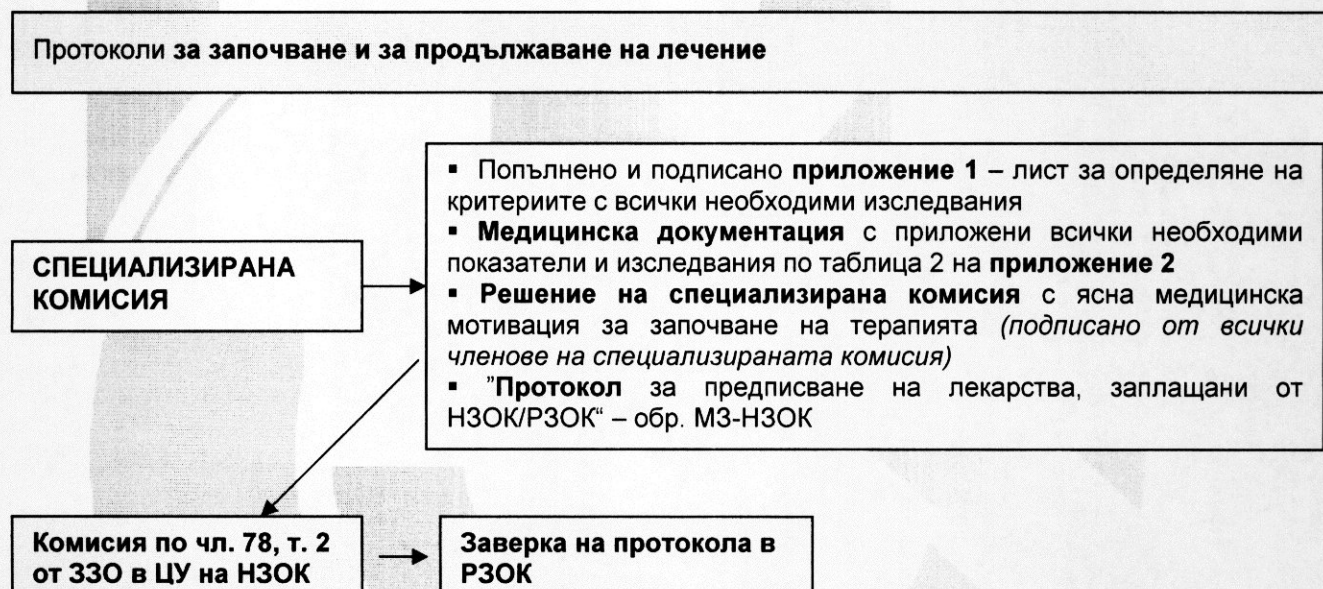 Протоколи за започване и за продължаване на лечение
▪ Попълнено и подписано приложение 1 – лист за определяне на
критериите с всички необходими изследвания
▪ Медицинска документация с приложени всички необходими
показатели и изследвания по таблица 2 на приложение 2
▪ Решение на специализирана комисия с ясна медицинска
мотивация за започване на терапията (подписано от всички
членове на специализираната комисия)
▪ "Протокол за предписване на лекарства, заплащани от
НЗОК/РЗОК“ – обр. МЗ-НЗОК
СПЕЦИАЛИЗИРАНА
КОМИСИЯ
Комисия по чл. 78, т. 2
от ЗЗО в ЦУ на НЗОК
Заверка на протокола в
РЗОК